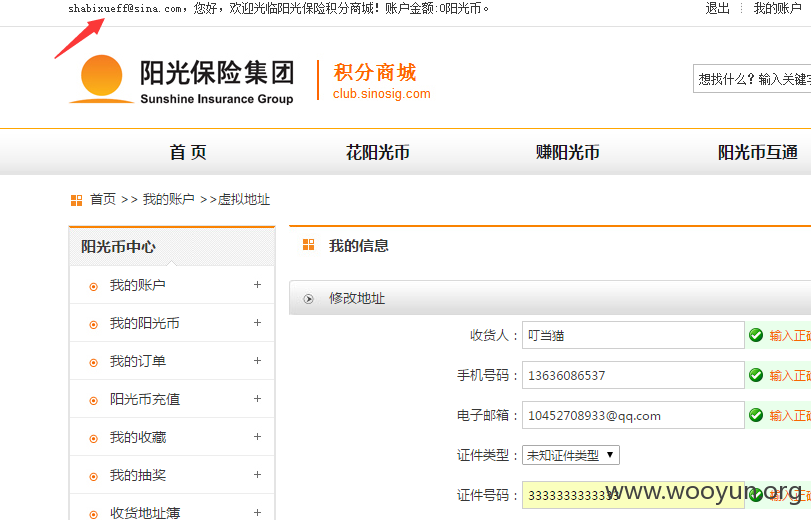 shabixueff@sina.com，您好，欢迎光临阳光保险积分商城！账户金额:0阳光币。 退出 我的账户
阳光保险集团
Sunshine Insurance Group
积分商城
club.sinosig.com
想找什么？输入关键字
首 页 花阳光币 赚阳光币 阳光币互通
首页 >> 我的账户 >>虚拟地址
阳光币中心
我的账户 +
我的阳光币 +
我的订单 +
阳光币充值 +
我的收藏 +
我的抽奖 +
收货地址簿 +
我的信息
修改地址
收货人： 叮当猫 输入正确
手机号码： 13636086537 输入正确
电子邮箱： 10452708933@qq.com 输入正确
证件类型： 未知证件类型
证件号码： 3333333333333 输入正确
www.wooyun.org